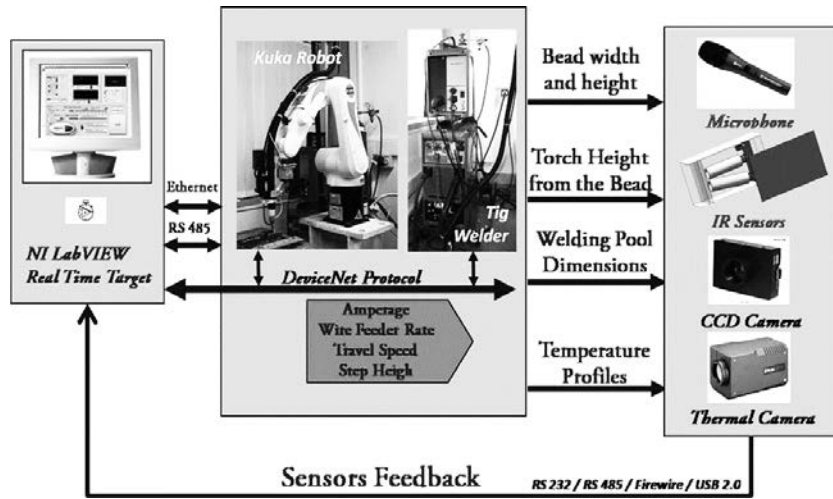 Kuka Robot
Tig
Welder
Ethernet
RS 485
NI LabVIEW
Real Time Target
DeviceNet Protocol
Amperage
Wire Feeder Rate
Travel Speed
Step Heigh
Bead width
and height
Torch Height
from the Bead
Welding Pool
Dimensions
Temperature
Profiles
Microphone
IR Sensors
CCD Camera
Thermal Camera
Sensors Feedback
RS 232 / RS 485 / Firewire / USB 2.0